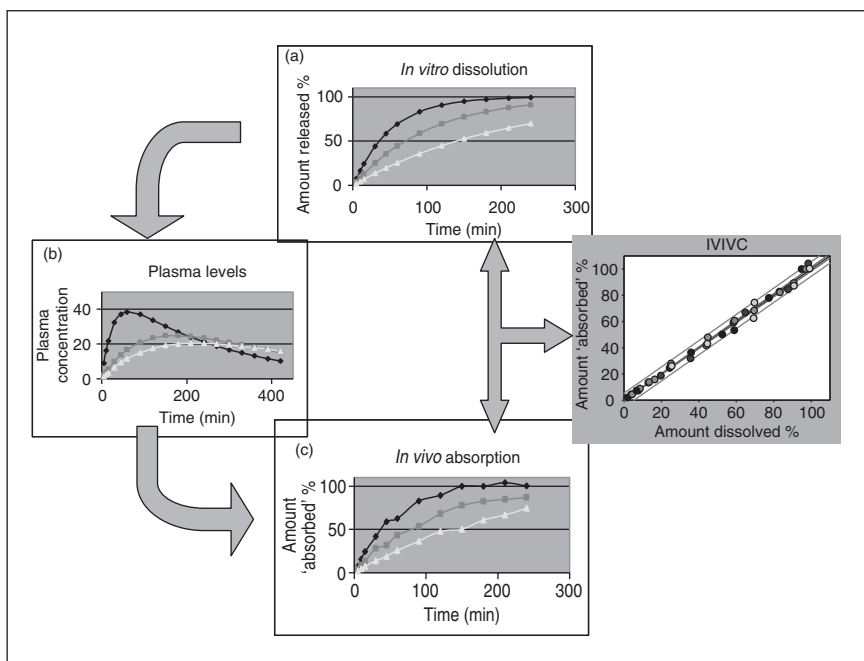 (a)
In vitro dissolution
Amount released %
100
50
0
0 100 200 300
Time (min)
(b)
Plasma levels
Plasma
concentration
40
20
0
0 200 400
Time (min)
(c)
In vivo absorption
Amount
‘absorbed’ %
100
50
0
0 100 200 300
Time (min)
IVIVC
Amount ‘absorbed’ %
100
80
60
40
20
0
0 20 40 60 80 100
Amount dissolved %